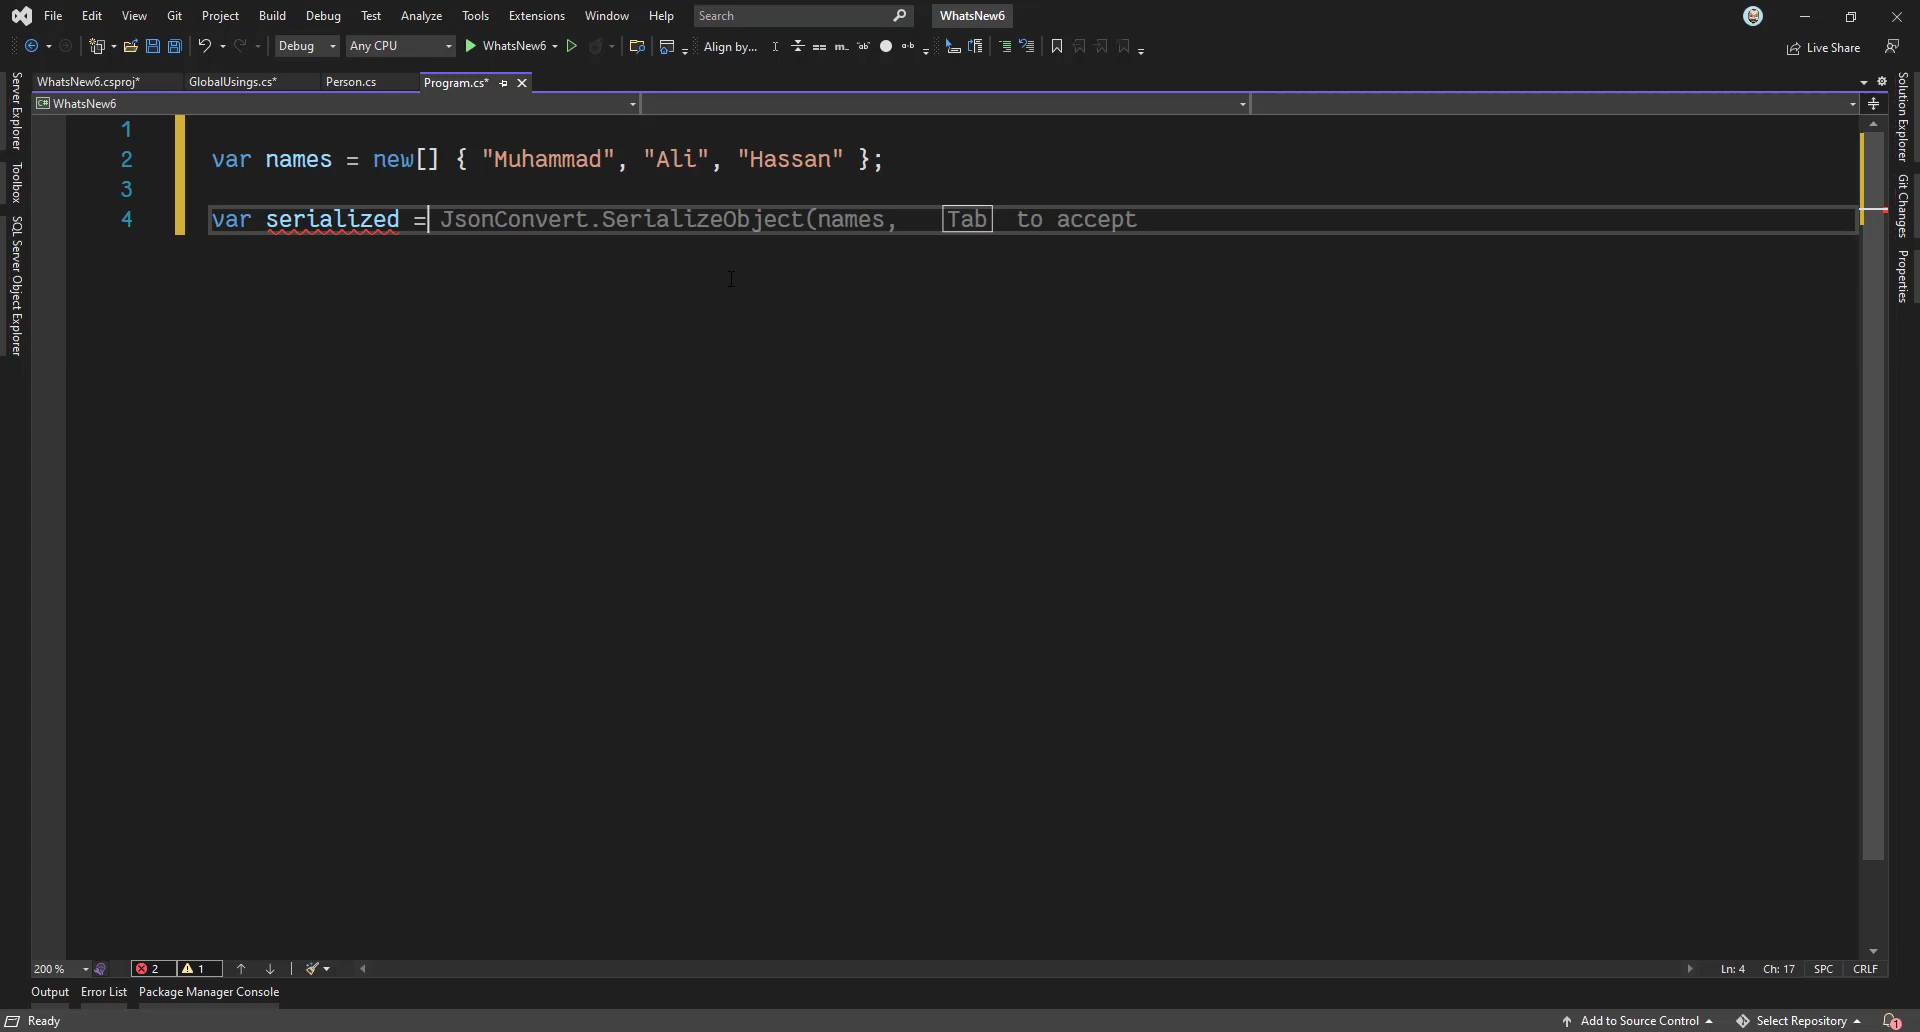 File Edit View Git Project Build Debug Test Analyze Tools Extensions Window Help Search WhatsNew6
Debug Any CPU WhatsNew6 Align by... Live Share
WhatsNew6.csproj* GlobalUsings.cs* Person.cs Program.cs*
WhatsNew6
Server Explorer
Toolbox
SQL Server Object Explorer
1
2 var names = new[] { "Muhammad", "Ali", "Hassan" };
3
4 var serialized = JsonConvert.SerializeObject(names, Tab to accept
Solution Explorer
Git Changes
Properties
200 % 2 1 Ln: 4 Ch: 17 SPC CRLF
Output Error List Package Manager Console
Ready Add to Source Control Select Repository 1